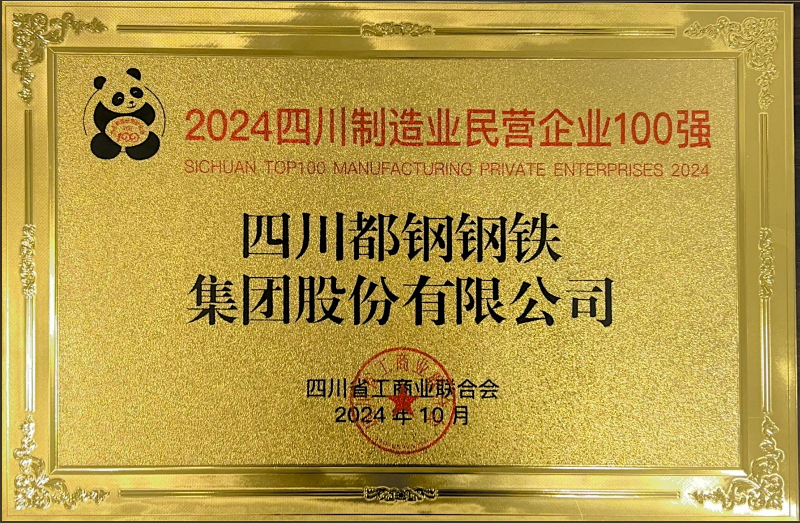 2024四川制造业民营企业100强
SICHUAN TOP100 MANUFACTURING PRIVATE ENTERPRISES 2024
四川都钢钢铁
集团股份有限公司
四川省工商业联合会
2024年10月